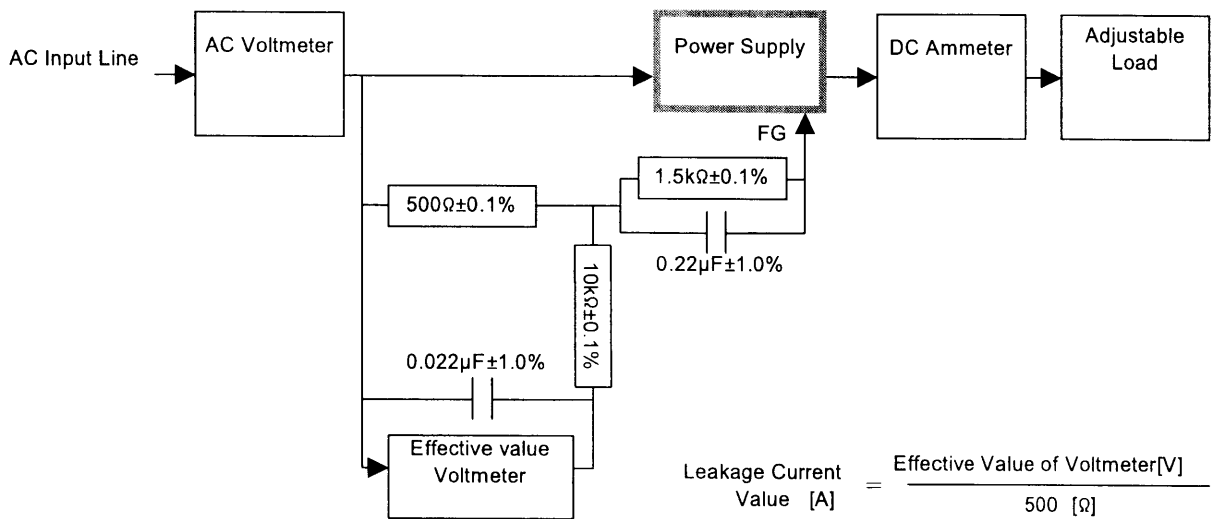 AC Input Line
AC Voltmeter
Power Supply
DC Ammeter
Adjustable
Load
FG
500Ω±0.1%
1.5kΩ±0.1%
0.22µF±1.0%
10kΩ±0.1%
0.022µF±1.0%
Effective value
Voltmeter
Leakage Current
Value [A]
=
Effective Value of Voltmeter[V]
500 [Ω]